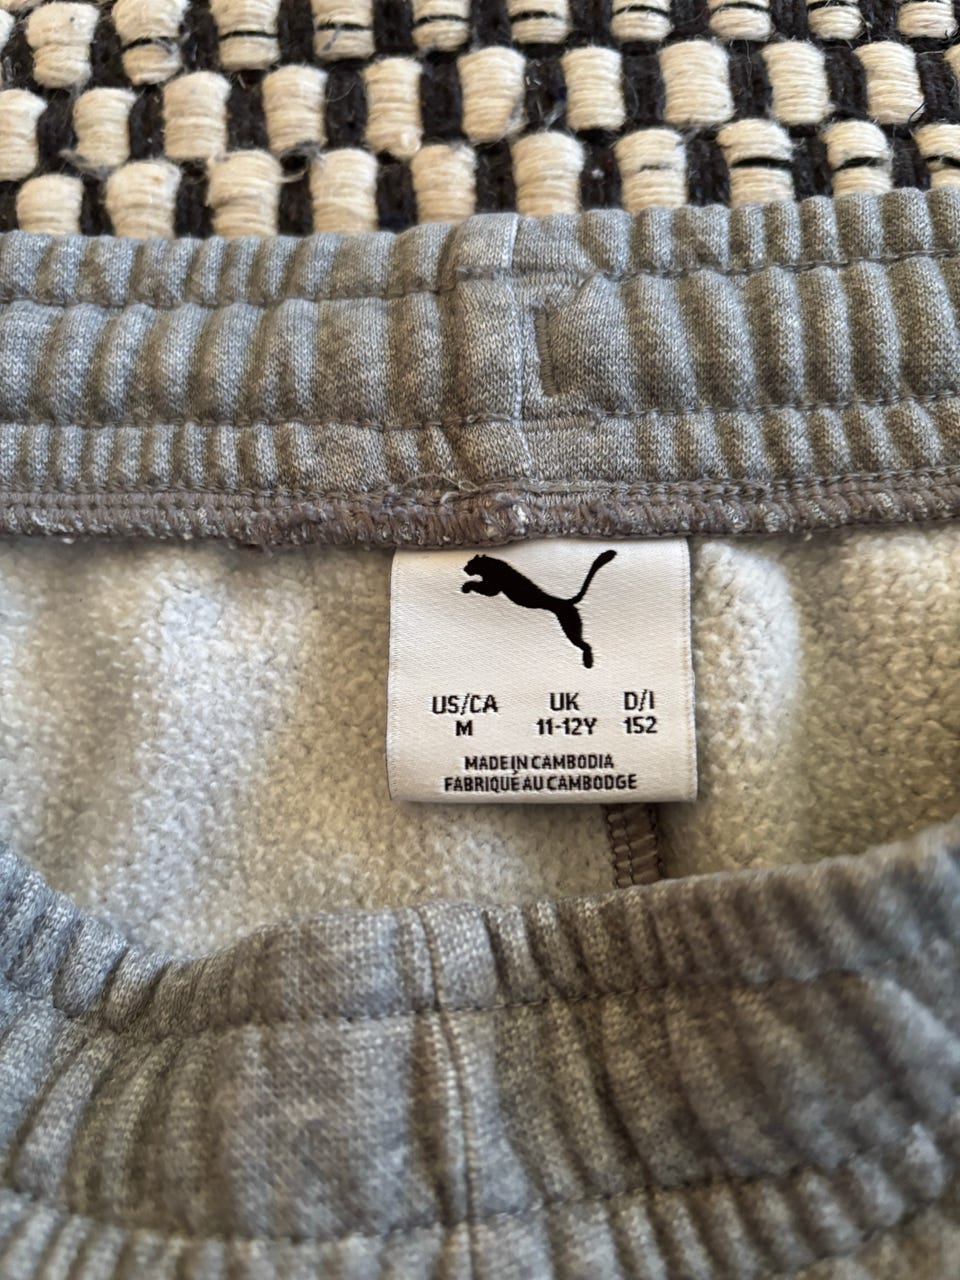 US/CA UK D/I
M 11-12Y 152
MADE IN CAMBODIA
FABRIQUÉ AU CAMBODGE